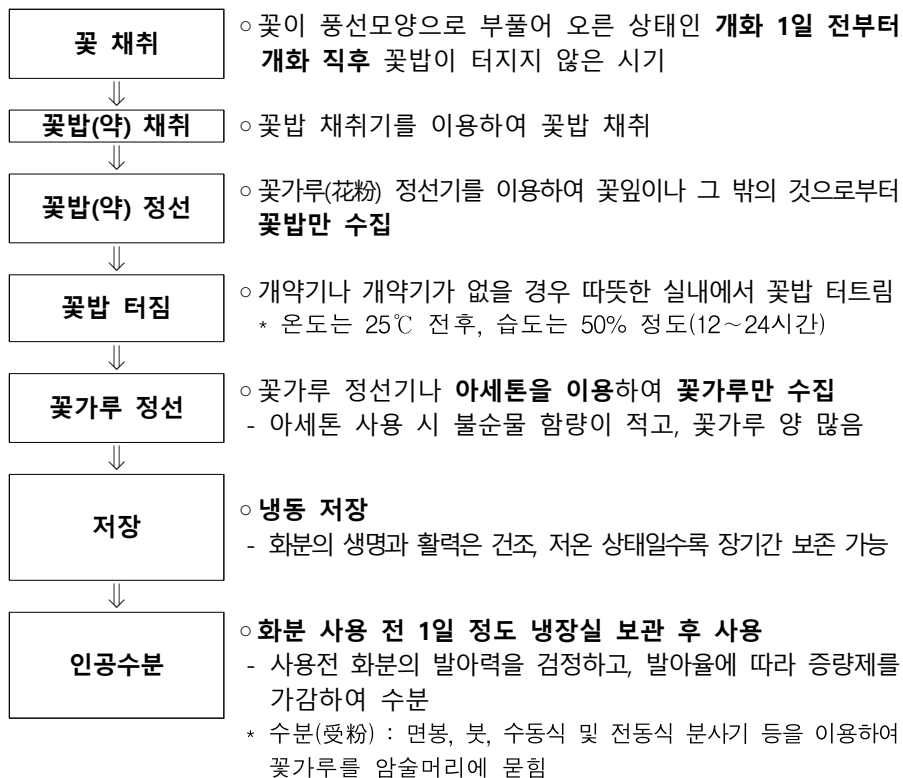 꽃 채취
○ 꽃이 풍선모양으로 부풀어 오른 상태인 개화 1일 전부터
개화 직후 꽃밥이 터지지 않은 시기
⇓
꽃밥(약) 채취
○ 꽃밥 채취기를 이용하여 꽃밥 채취
⇓
꽃밥(약) 정선
○ 꽃가루(花粉) 정선기를 이용하여 꽃잎이나 그 밖의 것으로부터
꽃밥만 수집
⇓
꽃밥 터짐
○ 개약기나 개약기가 없을 경우 따뜻한 실내에서 꽃밥 터트림
* 온도는 25℃ 전후, 습도는 50% 정도(12～24시간)
⇓
꽃가루 정선
○ 꽃가루 정선기나 아세톤을 이용하여 꽃가루만 수집
- 아세톤 사용 시 불순물 함량이 적고, 꽃가루 양 많음
⇓
저장
○ 냉동 저장
- 화분의 생명과 활력은 건조, 저온 상태일수록 장기간 보존 가능
⇓
인공수분
○ 화분 사용 전 1일 정도 냉장실 보관 후 사용
- 사용전 화분의 발아력을 검정하고, 발아율에 따라 증량제를
가감하여 수분
* 수분(受粉) : 면봉, 붓, 수동식 및 전동식 분사기 등을 이용하여
꽃가루를 암술머리에 묻힘